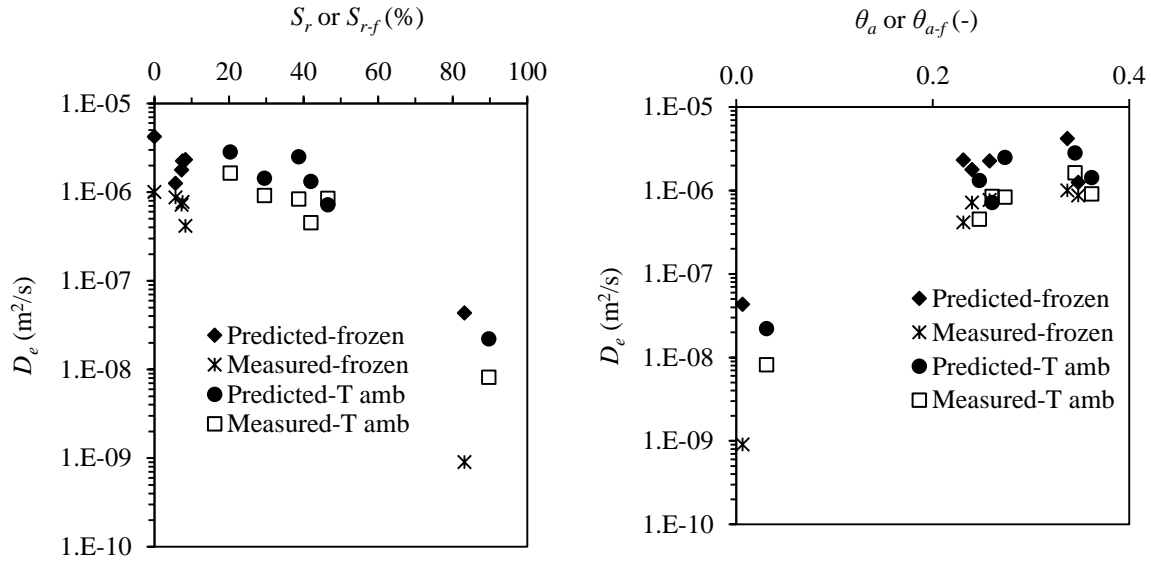 S_r or S_{r-f} (%)
0 20 40 60 80 100
1.E-05
1.E-06
1.E-07
1.E-08
1.E-09
1.E-10
D_e (m²/s)
Predicted-frozen
Measured-frozen
Predicted-T amb
Measured-T amb
θ_a or θ_{a-f} (-)
0.0 0.2 0.4
1.E-05
1.E-06
1.E-07
1.E-08
1.E-09
1.E-10
D_e (m²/s)
Predicted-frozen
Measured-frozen
Predicted-T amb
Measured-T amb